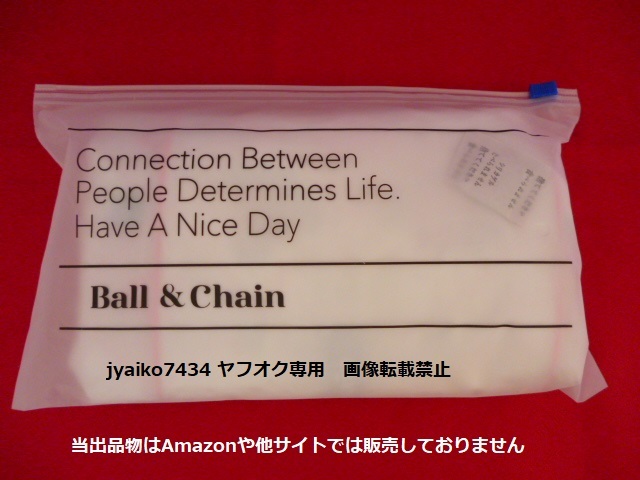 Connection Between
People Determines Life.
Have A Nice Day
Ball & Chain
jyaiko7434 ヤフオク専用　画像転載禁止
当出品物はAmazonや他サイトでは販売しておりません